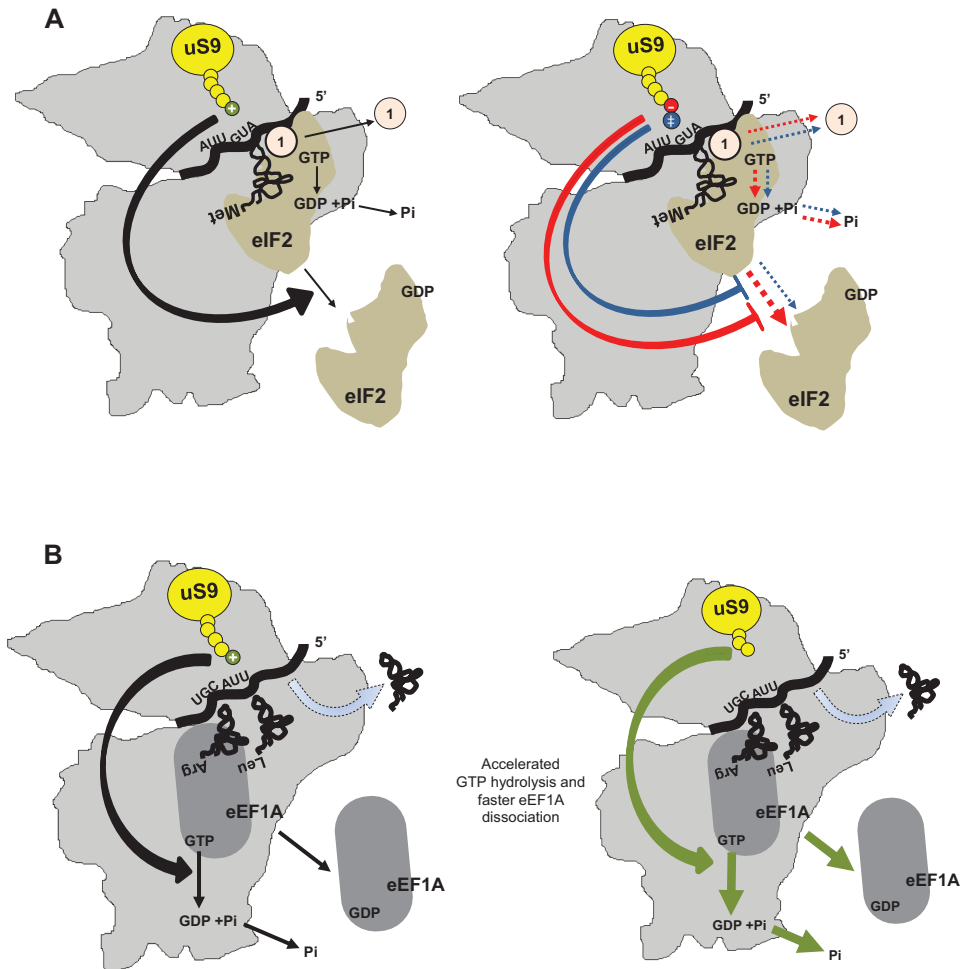 A
uS9
+
5’
AUU GUA
1
1
GTP
GDP +Pi
Pi
Met
eIF2
GDP
eIF2
uS9
-
‡
5’
AUU GUA
1
1
GTP
GDP +Pi
Pi
Met
eIF2
GDP
eIF2
B
uS9
+
5’
UGC AUU
Arg
Leu
eEF1A
GTP
GDP +Pi
Pi
eEF1A
GDP
Accelerated
GTP hydrolysis and
faster eEF1A
dissociation
uS9
5’
UGC AUU
Arg
Leu
eEF1A
GTP
GDP +Pi
Pi
eEF1A
GDP